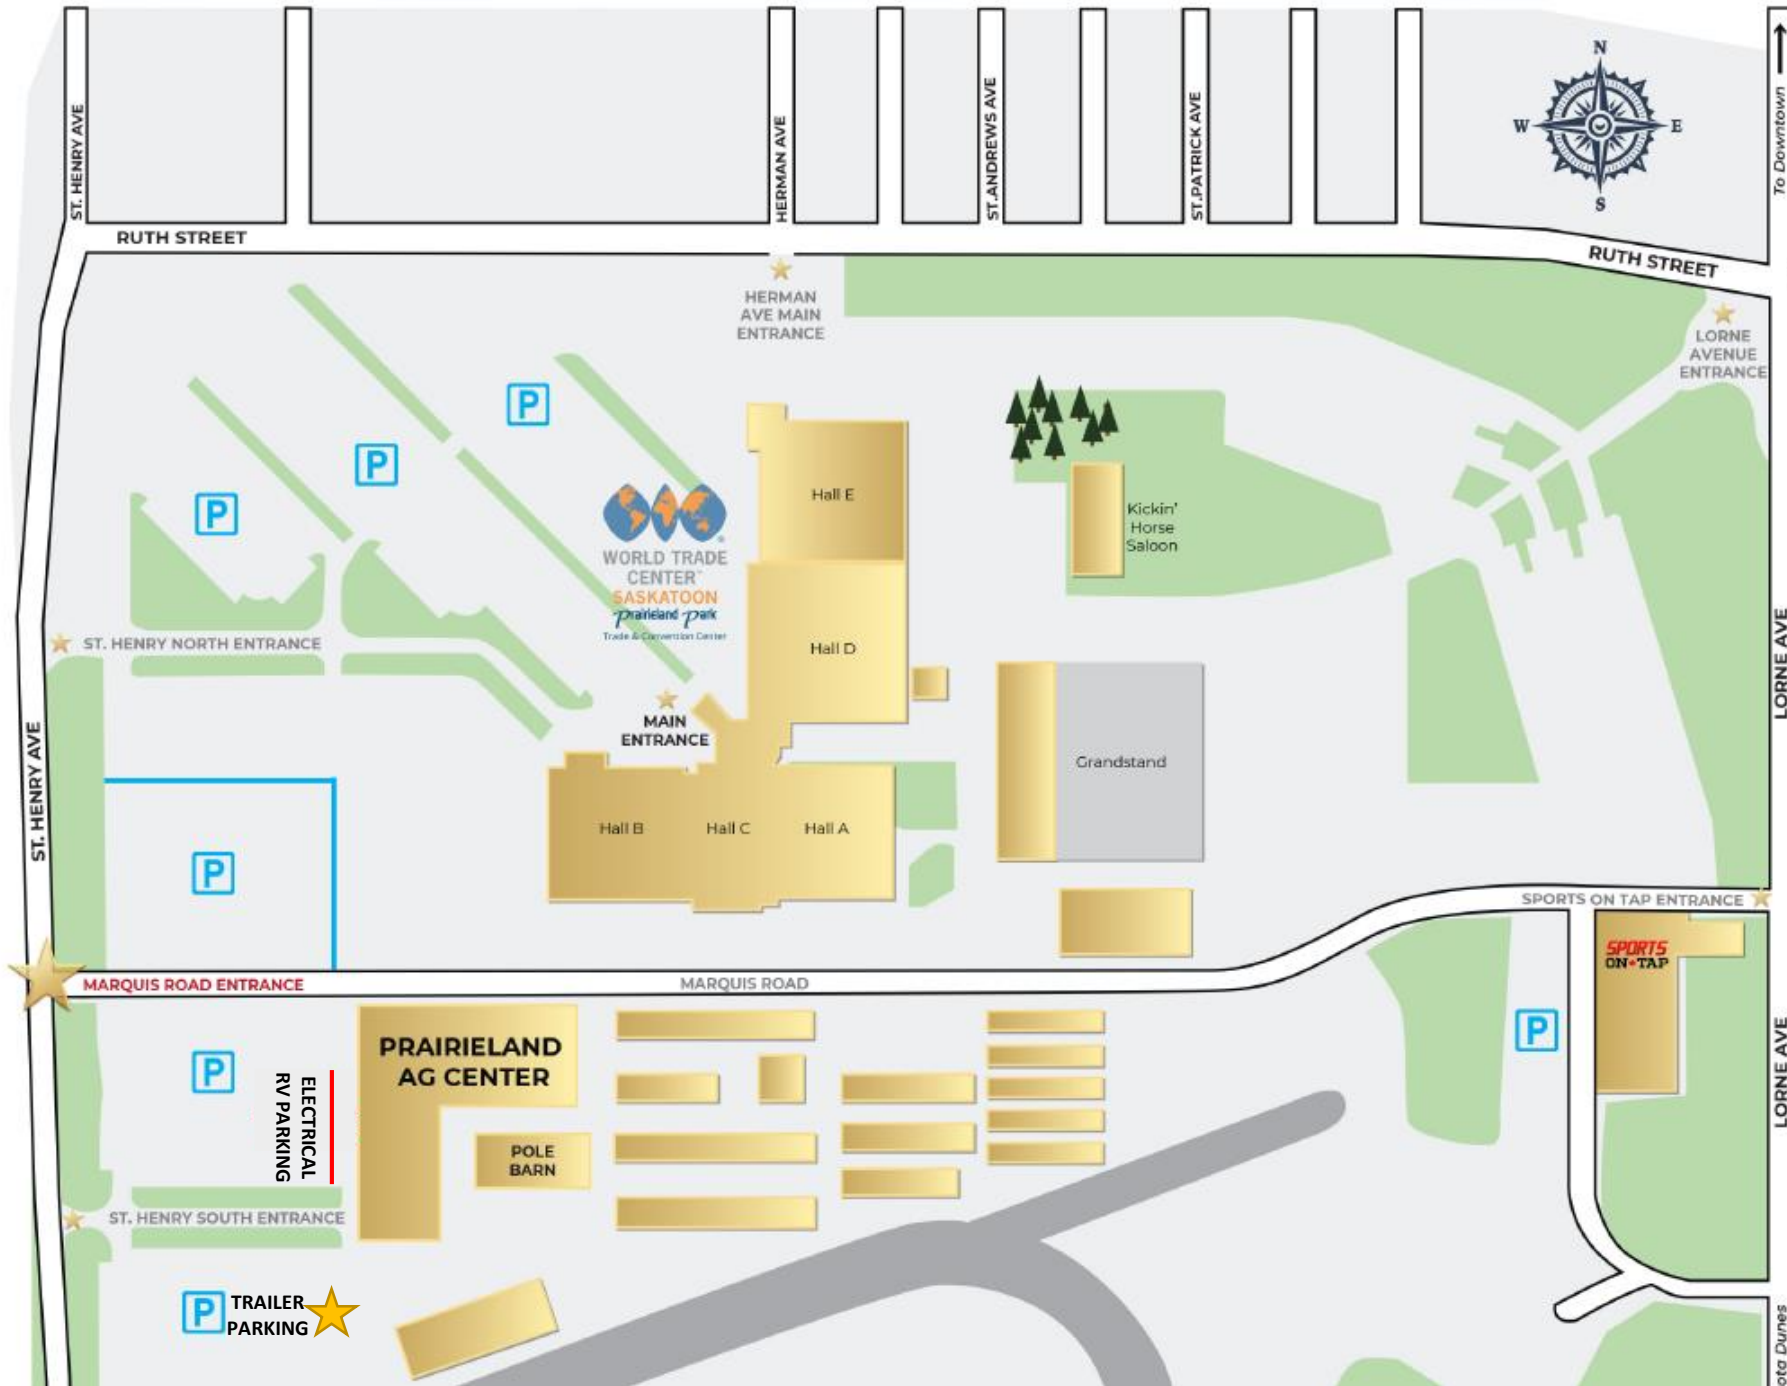 ST. HENRY AVE
HERMAN AVE
ST.ANDREWS AVE
ST.PATRICK AVE
N
W
E
S
To Downtown
RUTH STREET
RUTH STREET
HERMAN
AVE MAIN
ENTRANCE
LORNE
AVENUE
ENTRANCE
P
P
P
Hall E
Kickin'
Horse
Saloon
WORLD TRADE
CENTER™
SASKATOON
Prairieland Park
Trade & Convention Center
Hall D
ST. HENRY NORTH ENTRANCE
LORNE AVE
MAIN
ENTRANCE
ST. HENRY AVE
Grandstand
Hall B
Hall C
Hall A
P
SPORTS ON TAP ENTRANCE
SPORTS
ON TAP
MARQUIS ROAD ENTRANCE
MARQUIS ROAD
PRAIRIELAND
AG CENTER
P
P
LORNE AVE
ELECTRICAL
RV PARKING
POLE
BARN
ST. HENRY SOUTH ENTRANCE
P
TRAILER
PARKING
Dunes